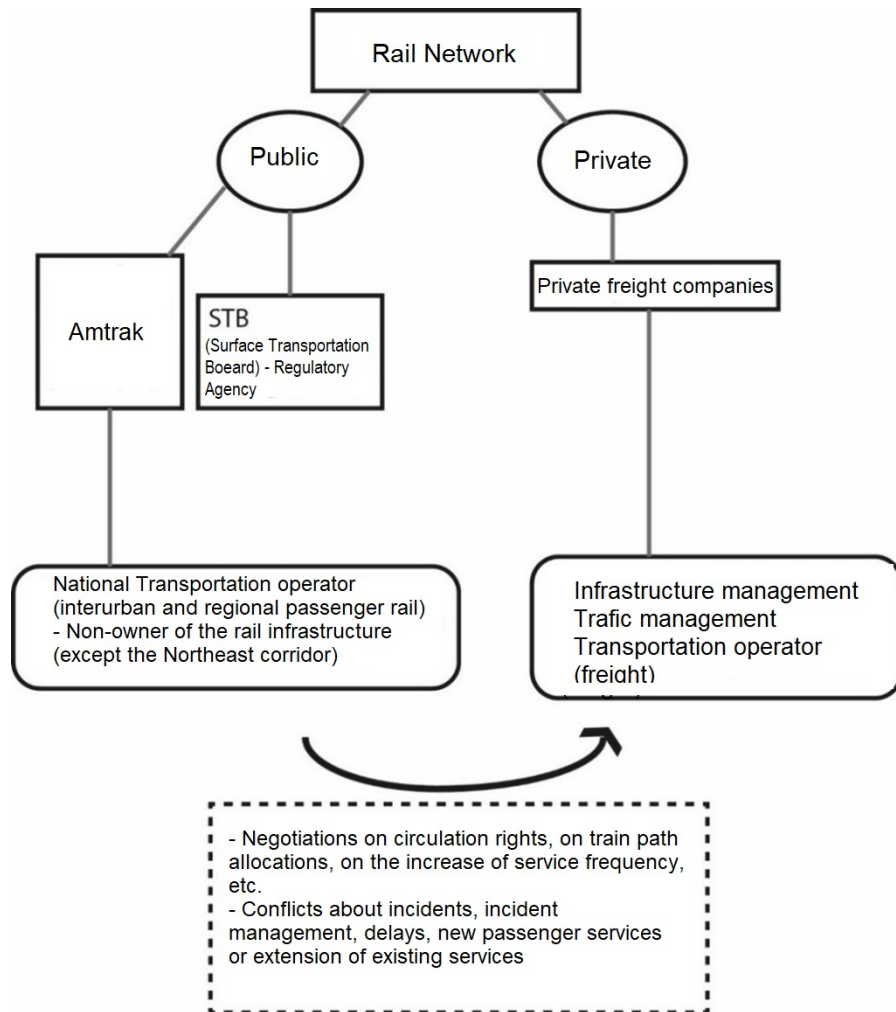 Rail Network
Public
Private
Amtrak
STB
(Surface Transportation
Boeard) - Regulatory
Agency
Private freight companies
National Transportation operator
(interurban and regional passenger rail)
- Non-owner of the rail infrastructure
(except the Northeast corridor)
Infrastructure management
Trafic management
Transportation operator
(freight)
- Negotiations on circulation rights, on train path
allocations, on the increase of service frequency,
etc.
- Conflicts about incidents, incident
management, delays, new passenger services
or extension of existing services